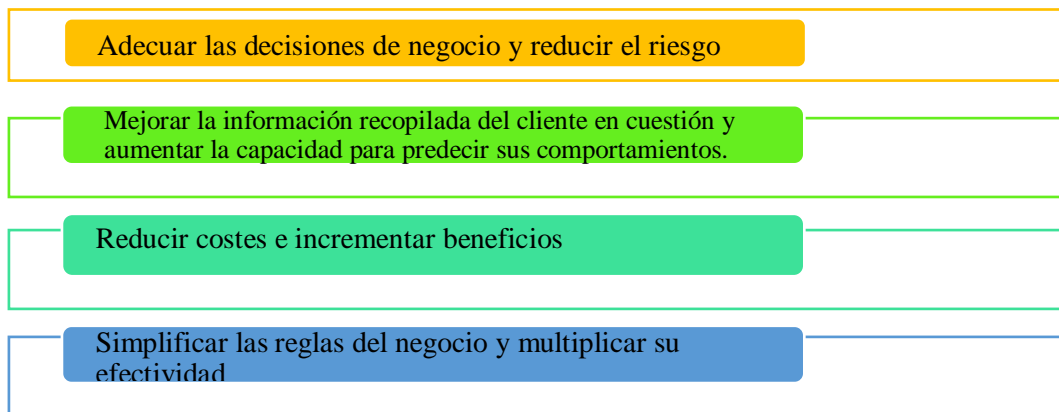 Adecuar las decisiones de negocio y reducir el riesgo
Mejorar la información recopilada del cliente en cuestión y
aumentar la capacidad para predecir sus comportamientos.
Reducir costes e incrementar beneficios
Simplificar las reglas del negocio y multiplicar su
efectividad